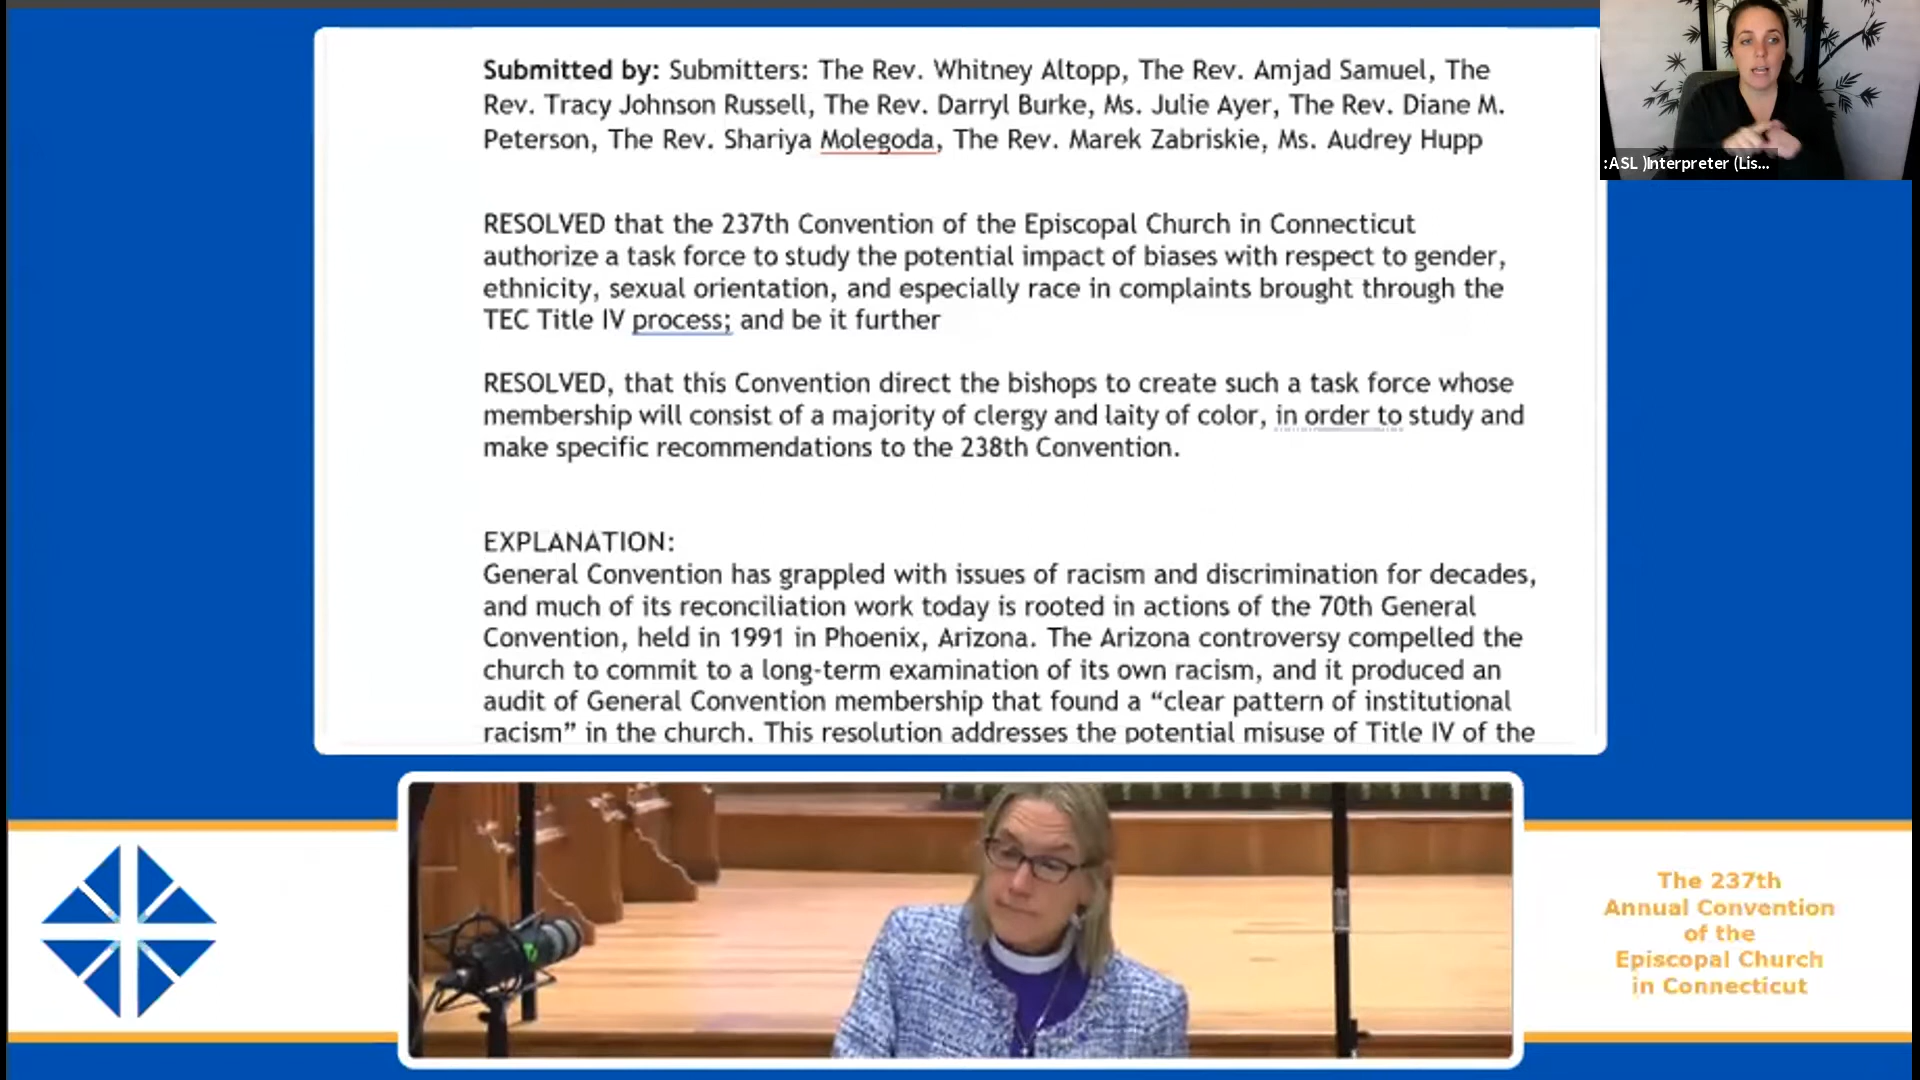 Submitted by: Submitters: The Rev. Whitney Altopp, The Rev. Amjad Samuel, The
Rev. Tracy Johnson Russell, The Rev. Darryl Burke, Ms. Julie Ayer, The Rev. Diane M.
Peterson, The Rev. Shariya Molegoda, The Rev. Marek Zabriskie, Ms. Audrey Hupp
RESOLVED that the 237th Convention of the Episcopal Church in Connecticut
authorize a task force to study the potential impact of biases with respect to gender,
ethnicity, sexual orientation, and especially race in complaints brought through the
TEC Title IV process; and be it further
RESOLVED, that this Convention direct the bishops to create such a task force whose
membership will consist of a majority of clergy and laity of color, in order to study and
make specific recommendations to the 238th Convention.
EXPLANATION:
General Convention has grappled with issues of racism and discrimination for decades,
and much of its reconciliation work today is rooted in actions of the 70th General
Convention, held in 1991 in Phoenix, Arizona. The Arizona controversy compelled the
church to commit to a long-term examination of its own racism, and it produced an
audit of General Convention membership that found a “clear pattern of institutional
racism” in the church. This resolution addresses the potential misuse of Title IV of the
:ASL )Interpreter (Lis...
The 237th
Annual Convention
of the
Episcopal Church
in Connecticut